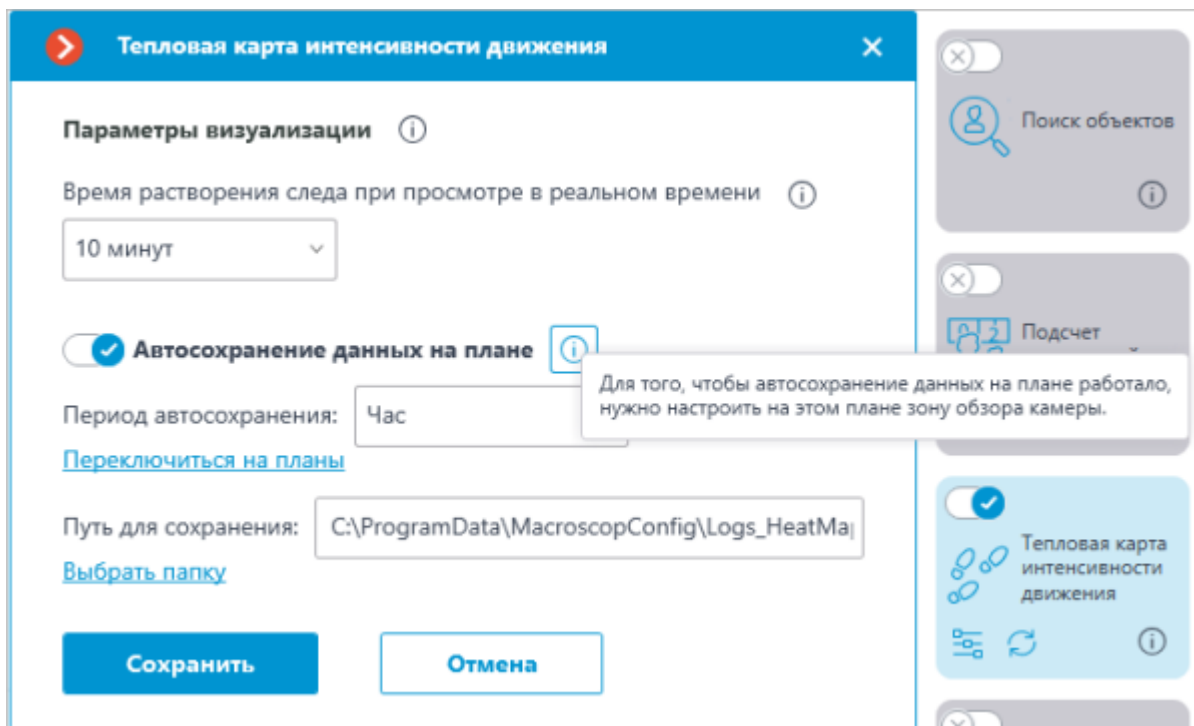 Тепловая карта интенсивности движения
Параметры визуализации
Время растворения следа при просмотре в реальном времени
10 минут
Автосохранение данных на плане
Для того, чтобы автосохранение данных на плане работало,
нужно настроить на этом плане зону обзора камеры.
Период автосохранения:
Час
Переключиться на планы
Путь для сохранения:
C:\ProgramData\MacroscopConfig\Logs_HeatMa
Выбрать папку
Сохранить
Отмена
Поиск объектов
Подсчет
Тепловая карта
интенсивности
движения